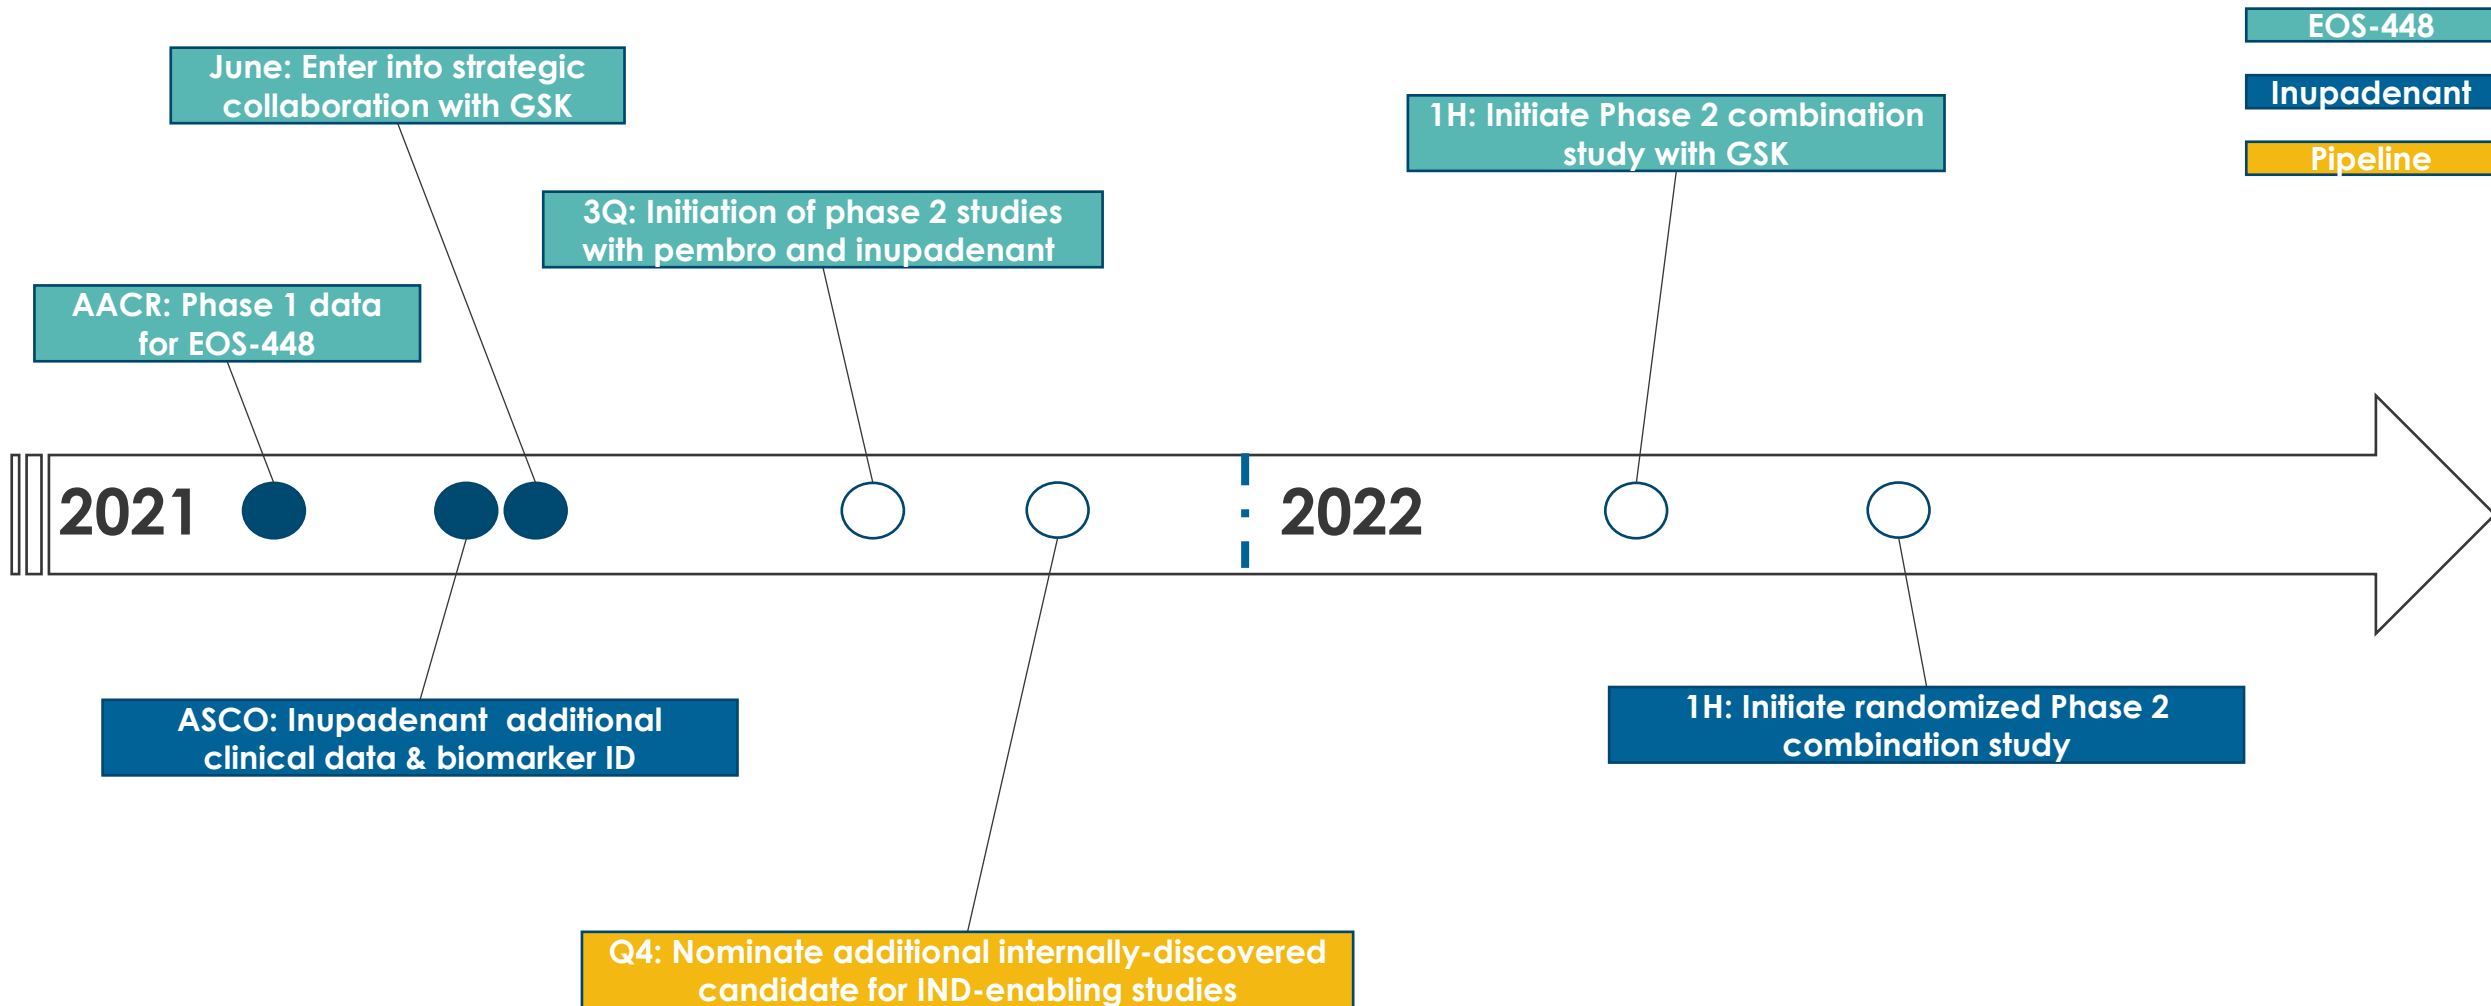 EOS-448
Inupadenant
Pipeline
June: Enter into strategic
collaboration with GSK
1H: Initiate Phase 2 combination
study with GSK
3Q: Initiation of phase 2 studies
with pembro and inupadenant
AACR: Phase 1 data
for EOS-448
2021
2022
ASCO: Inupadenant  additional
clinical data & biomarker ID
1H: Initiate randomized Phase 2
combination study
Q4: Nominate additional internally-discovered
candidate for IND-enabling studies